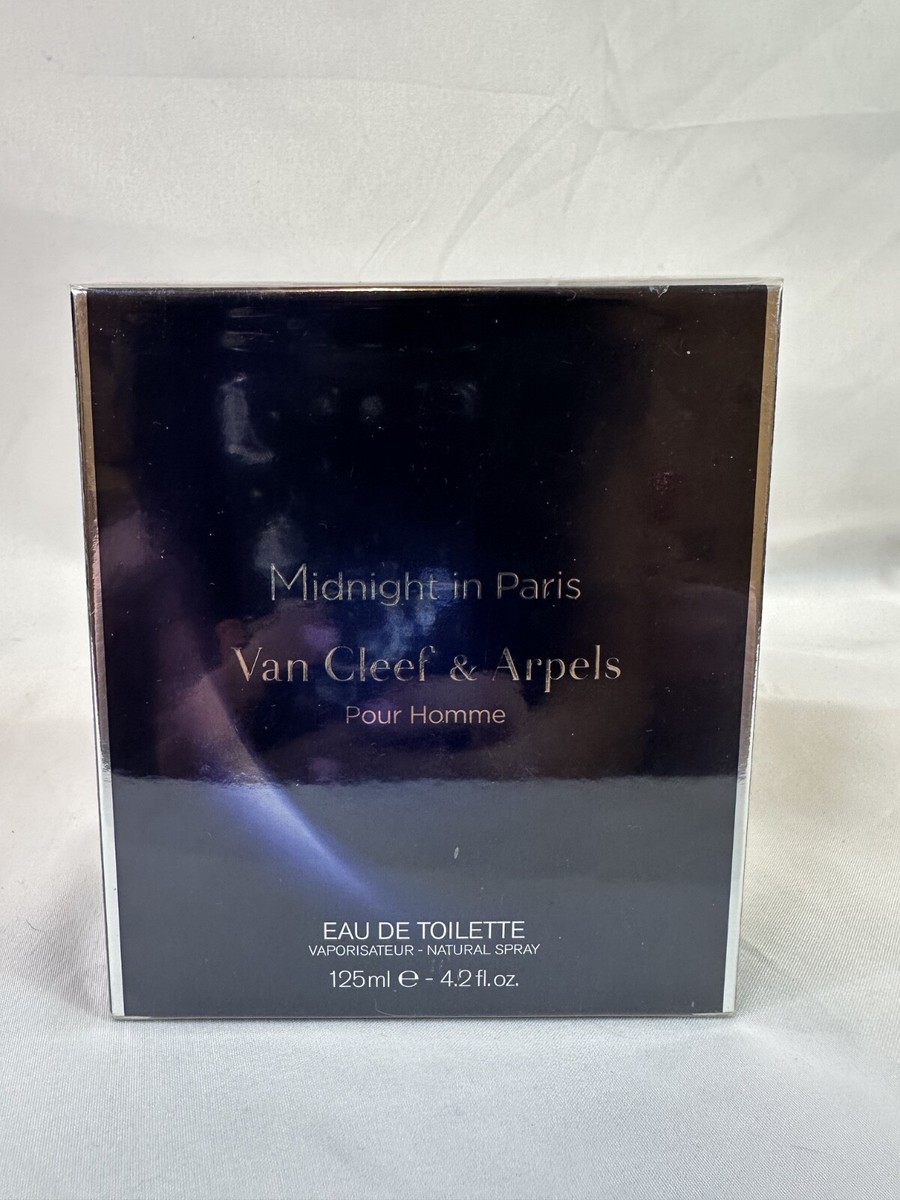 Midnight in Paris
Van Cleef & Arpels
Pour Homme
EAU DE TOILETTE
VAPORISATEUR - NATURAL SPRAY
125ml ℮ - 4.2 fl.oz.